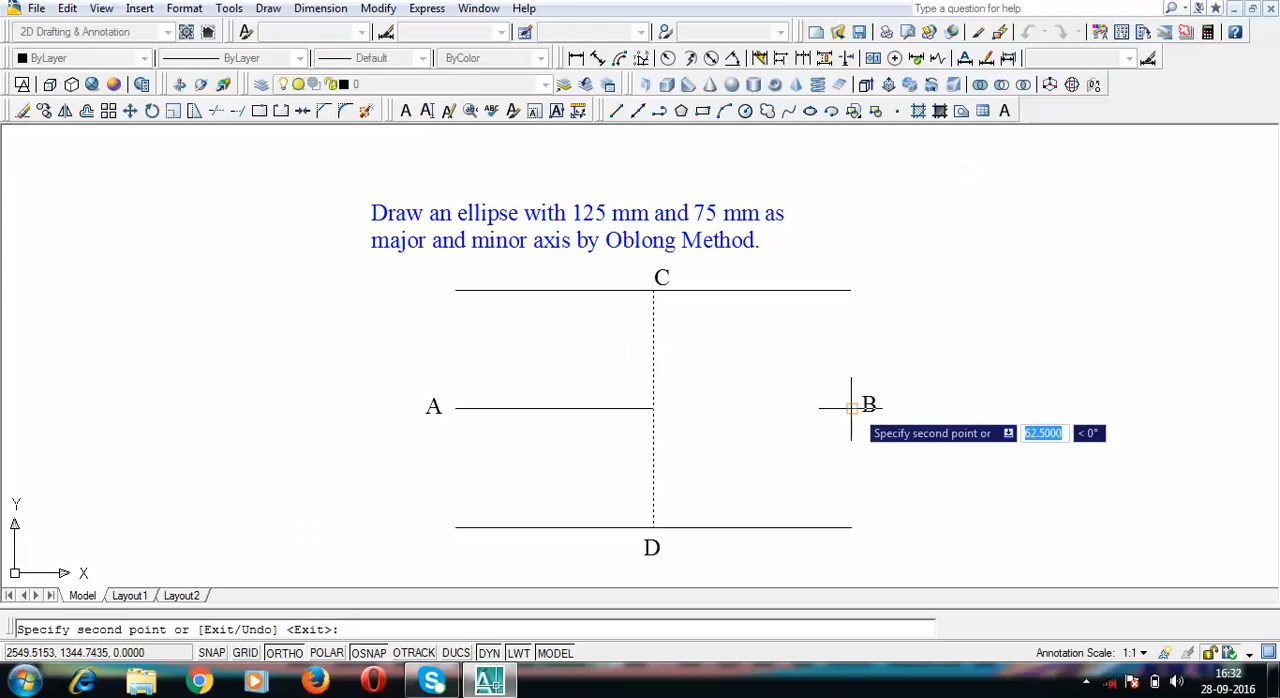 File Edit View Insert Format Tools Draw Dimension Modify Express Window Help Type a question for help
2D Drafting & Annotation
ByLayer ByLayer Default ByColor
0
Draw an ellipse with 125 mm and 75 mm as
major and minor axis by Oblong Method.
C
A
B
Specify second point or 62.5000 < 0°
D
Y
X
Model Layout1 Layout2
Specify second point or [Exit/Undo] <Exit>:
2549.5153, 1344.7435, 0.0000 SNAP GRID ORTHO POLAR OSNAP OTRACK DUCS DYN LWT MODEL Annotation Scale: 1:1
16:32
28-09-2016